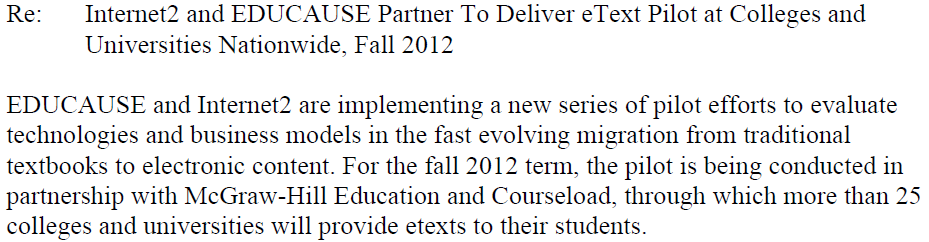 Re: Internet2 and EDUCAUSE Partner To Deliver eText Pilot at Colleges and
Universities Nationwide, Fall 2012
EDUCAUSE and Internet2 are implementing a new series of pilot efforts to evaluate
technologies and business models in the fast evolving migration from traditional
textbooks to electronic content. For the fall 2012 term, the pilot is being conducted in
partnership with McGraw-Hill Education and Courseload, through which more than 25
colleges and universities will provide etexts to their students.